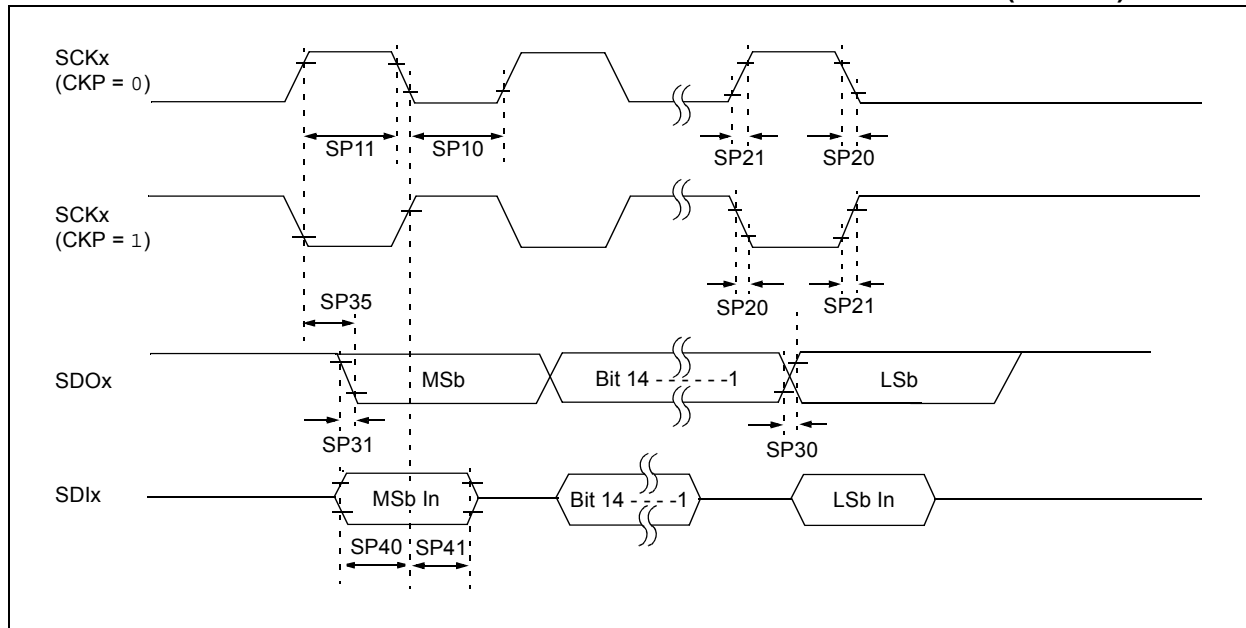 SCKx
(CKP = 0)
SP11
SP10
SP21
SP20
SCKx
(CKP = 1)
SP35
SP20
SP21
SDOx
MSb
Bit 14 - - - - - -1
LSb
SP31
SP30
SDIx
MSb In
Bit 14 - - - -1
LSb In
SP40
SP41